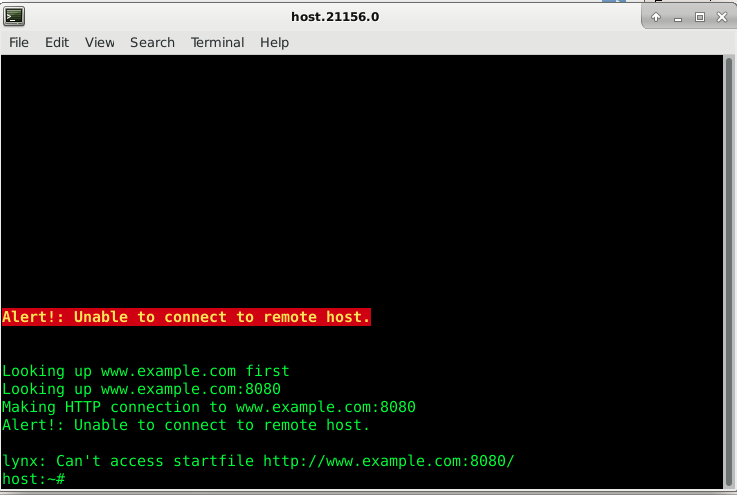 host.21156.0
File Edit View Search Terminal Help
Alert!: Unable to connect to remote host.
Looking up www.example.com first
Looking up www.example.com:8080
Making HTTP connection to www.example.com:8080
Alert!: Unable to connect to remote host.
lynx: Can't access startfile http://www.example.com:8080/
host:~#